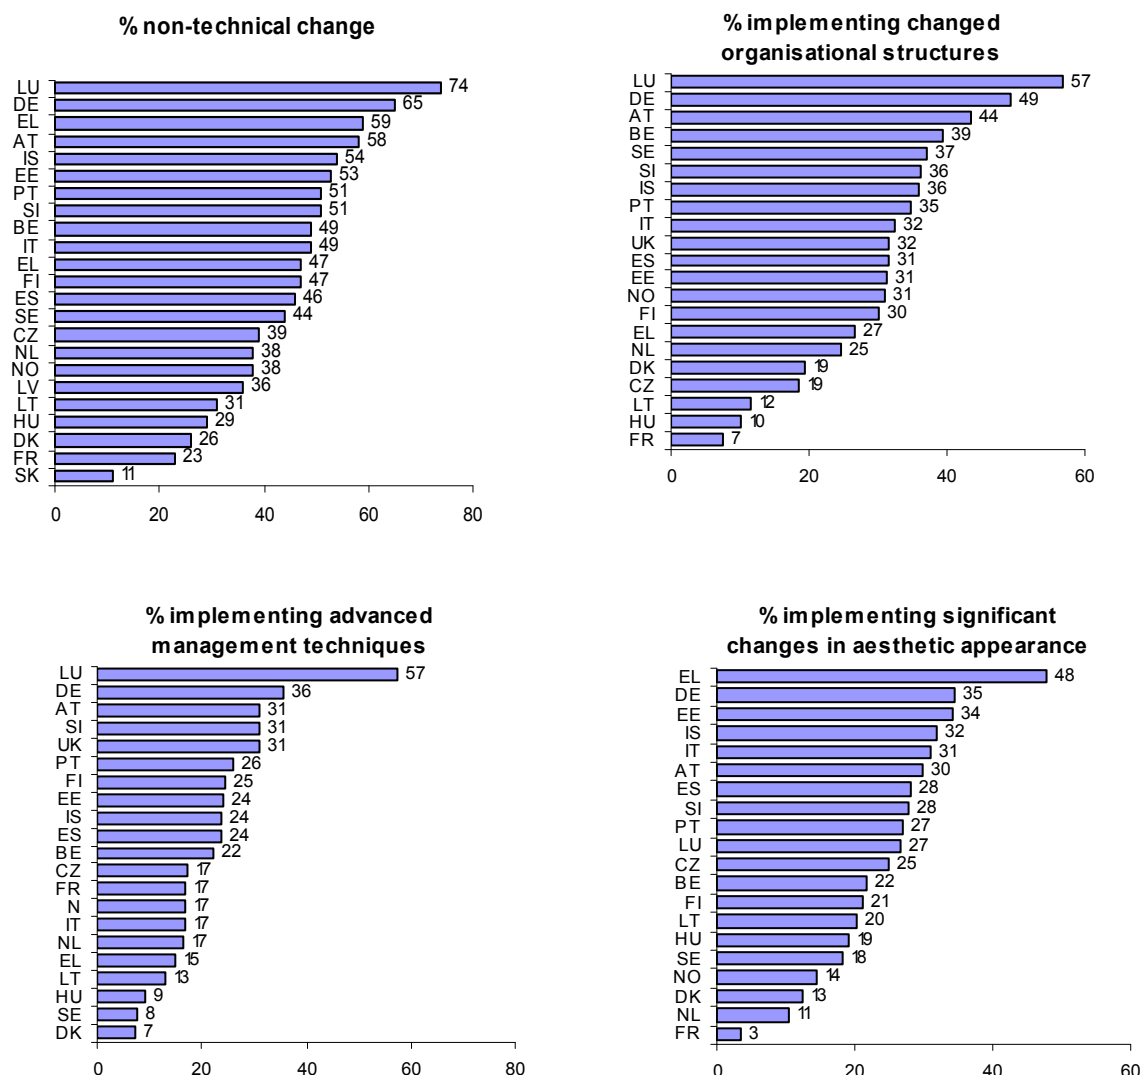 % non-technical change
LU 74
DE 65
EL 59
AT 58
IS 54
EE 53
PT 51
SI 51
BE 49
IT 49
EL 47
FI 47
ES 46
SE 44
CZ 39
NL 38
NO 38
LV 36
LT 31
HU 29
DK 26
FR 23
SK 11
0 20 40 60 80
% implementing changed
organisational structures
LU 57
DE 49
AT 44
BE 39
SE 37
SI 36
IS 36
PT 35
IT 32
UK 32
ES 31
EE 31
NO 31
FI 30
EL 27
NL 25
DK 19
CZ 19
LT 12
HU 10
FR 7
0 20 40 60
% implementing advanced
management techniques
LU 57
DE 36
AT 31
SI 31
UK 31
PT 26
FI 25
EE 24
IS 24
ES 24
BE 22
CZ 17
FR 17
N 17
IT 17
NL 17
EL 15
LT 13
HU 9
SE 8
DK 7
0 20 40 60 80
% implementing significant
changes in aesthetic appearance
EL 48
DE 35
EE 34
IS 32
IT 31
AT 30
ES 28
SI 28
PT 27
LU 27
CZ 25
BE 22
FI 21
LT 20
HU 19
SE 18
NO 14
DK 13
NL 11
FR 3
0 20 40 60